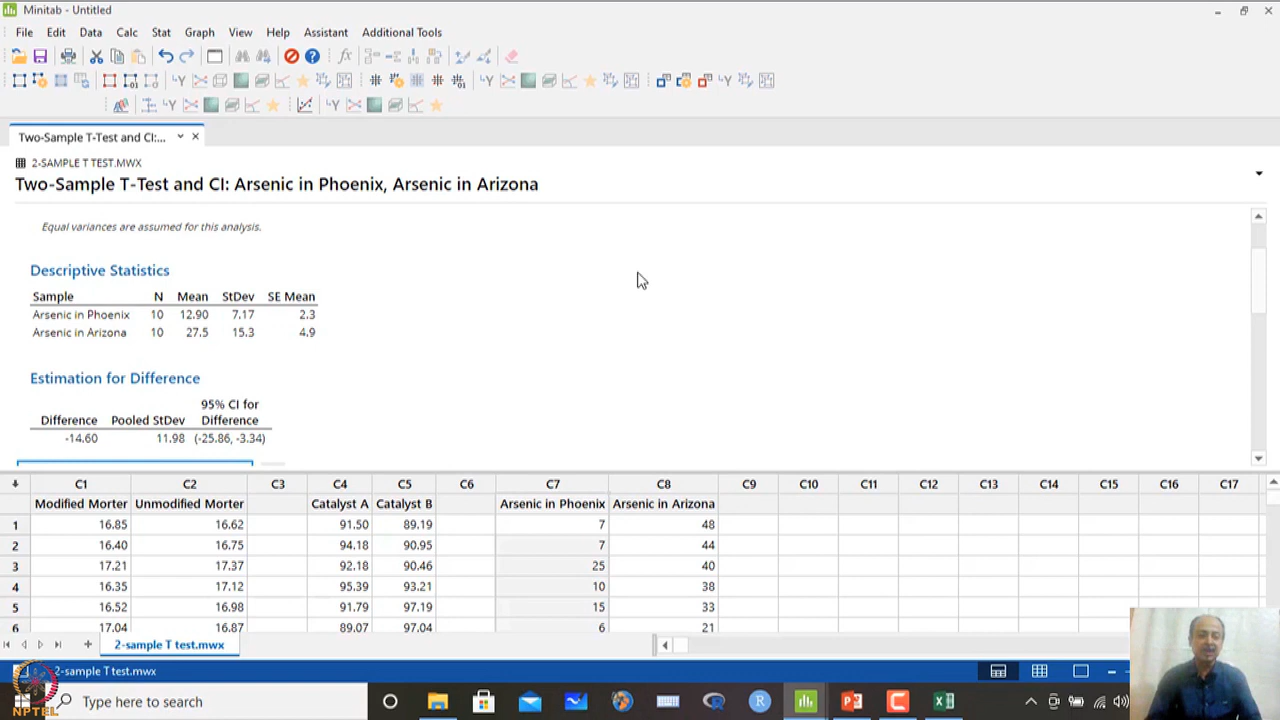 Minitab - Untitled
File Edit Data Calc Stat Graph View Help Assistant Additional Tools
Two-Sample T-Test and CI:...
2-SAMPLE T TEST.MWX
Two-Sample T-Test and CI: Arsenic in Phoenix, Arsenic in Arizona
Equal variances are assumed for this analysis.
Descriptive Statistics
Sample N Mean StDev SE Mean
Arsenic in Phoenix 10 12.90 7.17 2.3
Arsenic in Arizona 10 27.5 15.3 4.9
Estimation for Difference
95% CI for
Difference Pooled StDev Difference
-14.60 11.98 (-25.86, -3.34)
C1 C2 C3 C4 C5 C6 C7 C8 C9 C10 C11 C12 C13 C14 C15 C16 C17
Modified Morter Unmodified Morter Catalyst A Catalyst B Arsenic in Phoenix Arsenic in Arizona
1 16.85 16.62 91.50 89.19 7 48
2 16.40 16.75 94.18 90.95 7 44
3 17.21 17.37 92.18 90.46 25 40
4 16.35 17.12 95.39 93.21 10 38
5 16.52 16.98 91.79 97.19 15 33
6 17.04 16.87 89.07 97.04 6 21
2-sample T test.mwx
2-sample T test.mwx
Type here to search
NPTEL